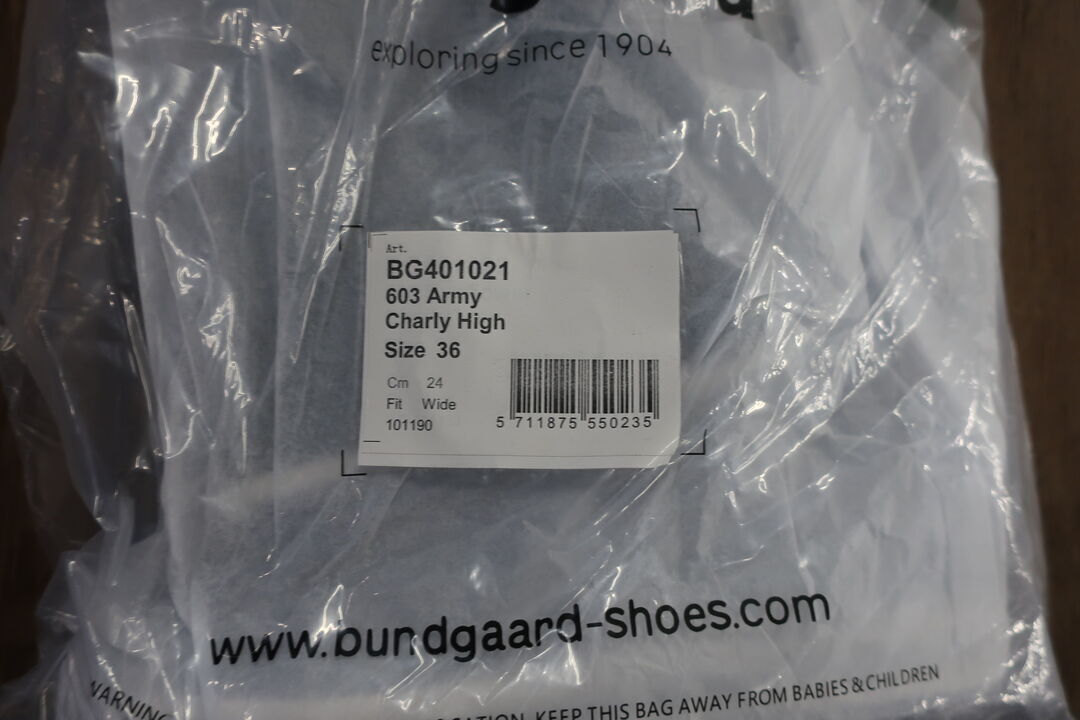 exploring since 1904
Art.
BG401021
603 Army
Charly High
Size 36
Cm 24
Fit Wide
101190
5 711875 550235
www.bundgaard-shoes.com
WARNING
KEEP THIS BAG AWAY FROM BABIES & CHILDREN